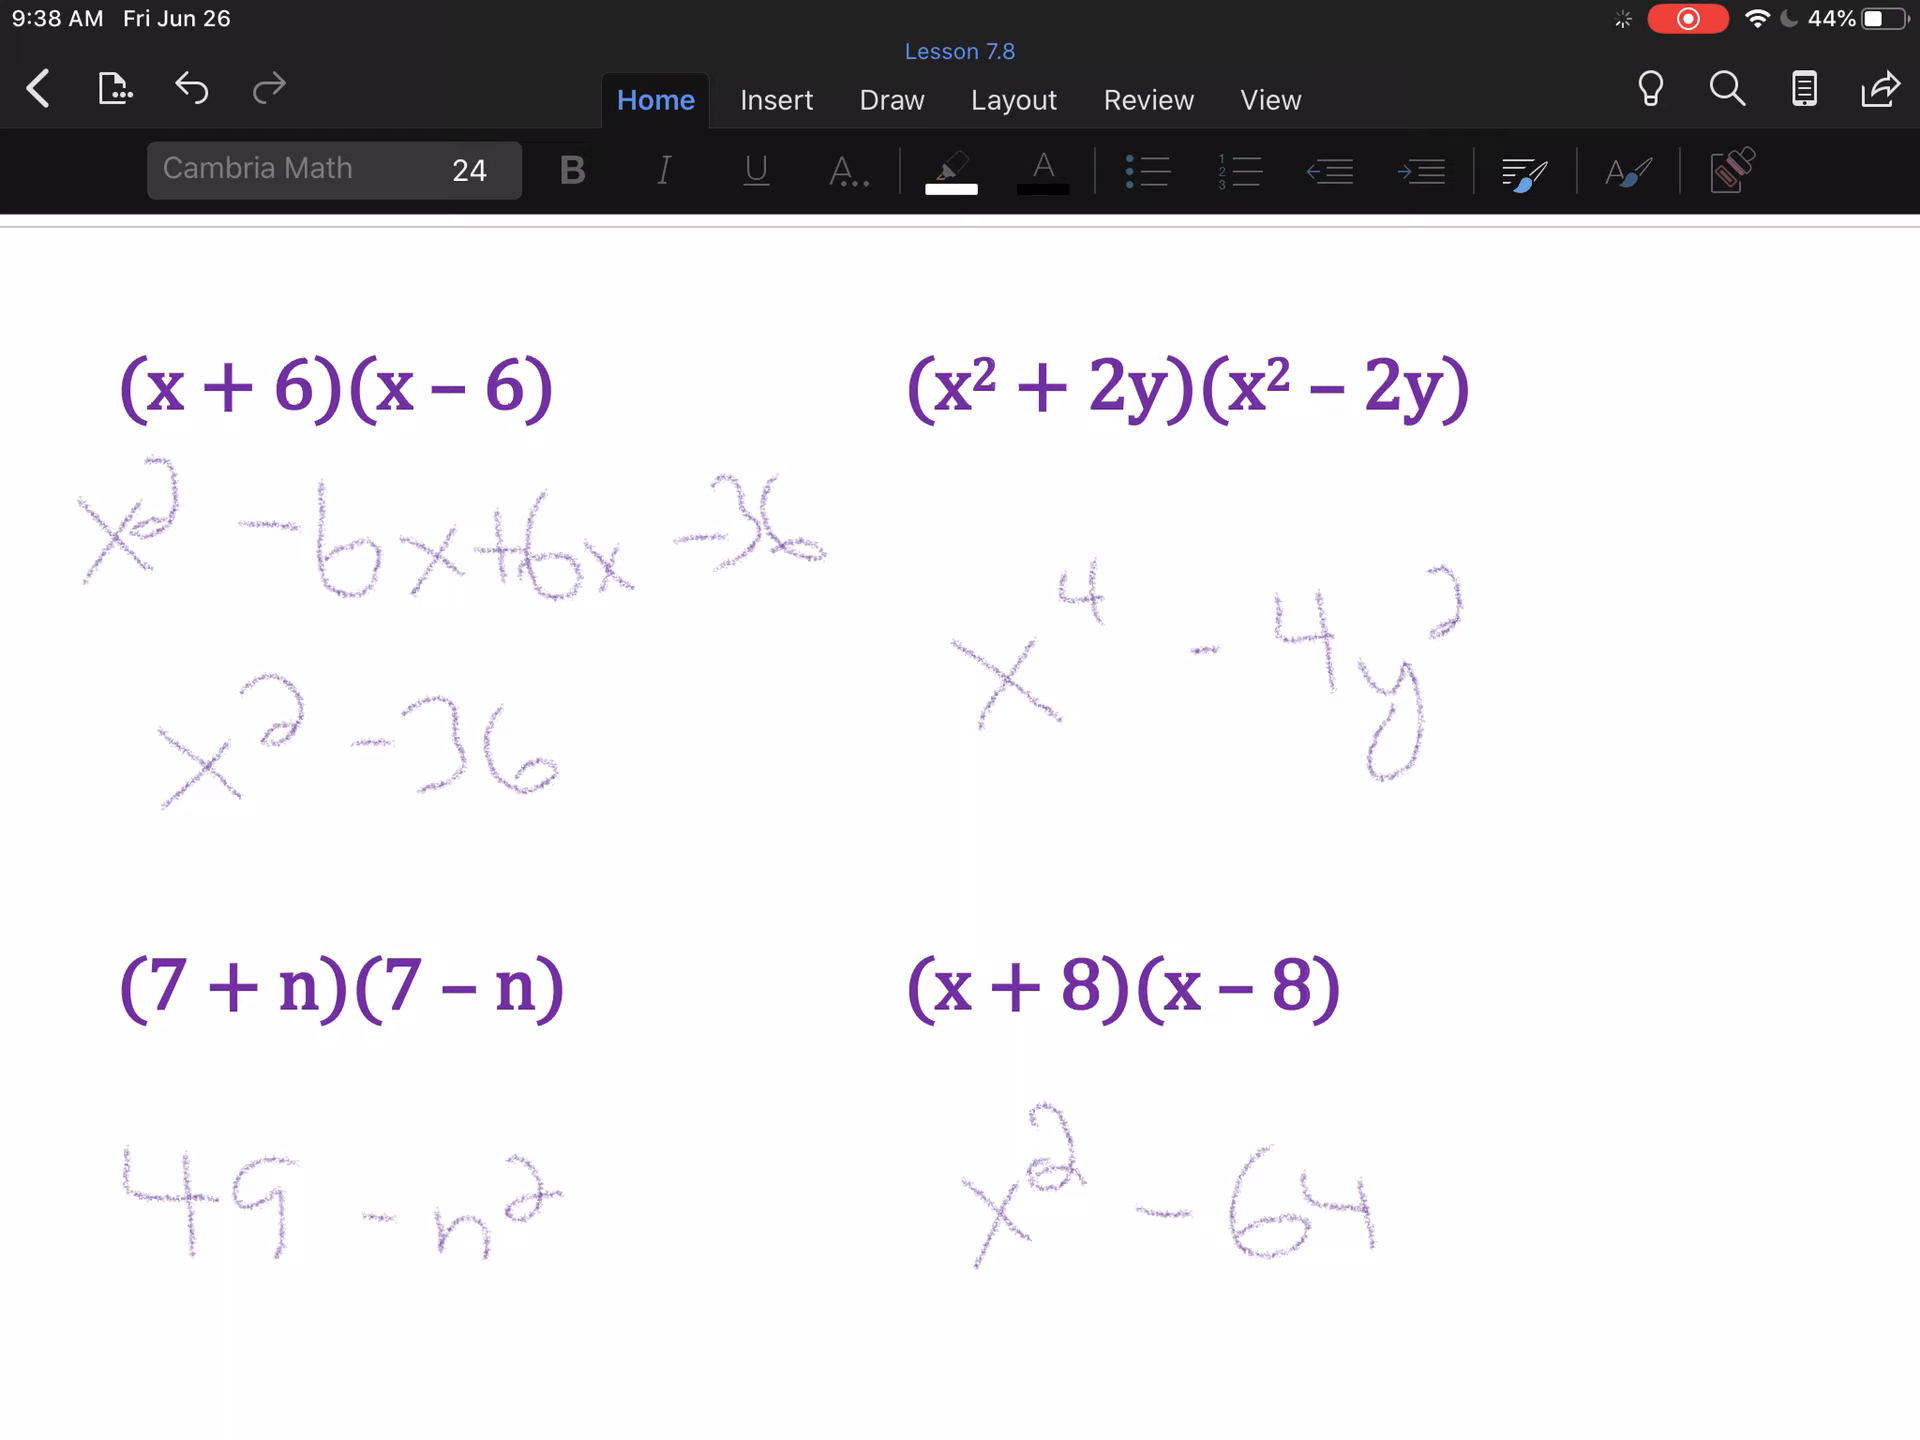 9:38 AM Fri Jun 26
44%
Lesson 7.8
Home Insert Draw Layout Review View
Cambria Math 24 B I U A... A
(x + 6)(x – 6)
x² - 6x+6x - 36
x² - 36
(x² + 2y)(x² – 2y)
x⁴ - 4y²
(7 + n)(7 – n)
49 - n²
(x + 8)(x – 8)
x² - 64